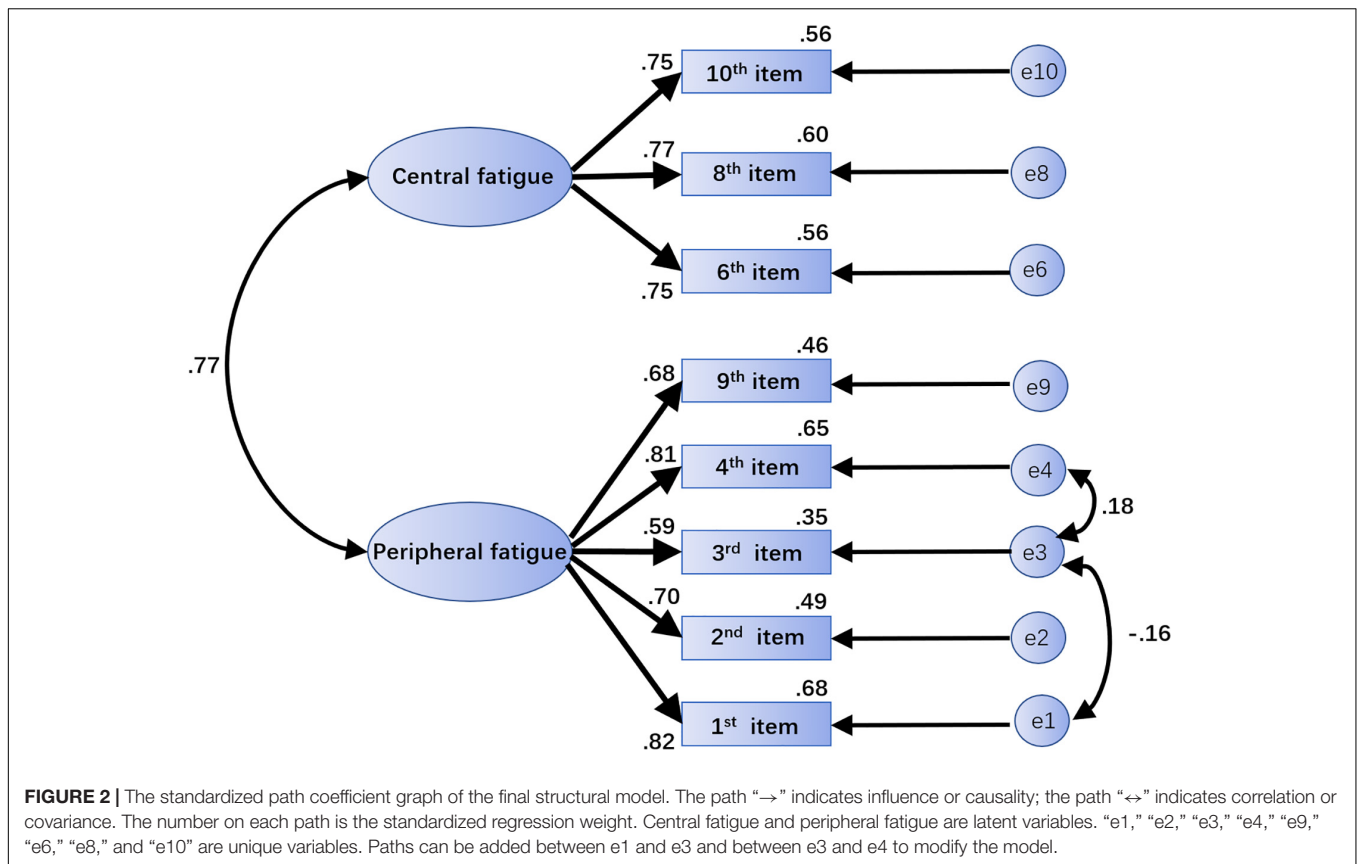 .56
.75
10th item
e10
.60
.77
8th item
e8
Central fatigue
.56
6th item
e6
.75
.77
.46
.68
9th item
e9
.65
.81
4th item
e4
.18
.35
.59
3rd item
e3
Peripheral fatigue
.70
.49
2nd item
e2
-.16
.68
1st item
e1
.82
FIGURE 2 | The standardized path coefficient graph of the final structural model. The path “→” indicates influence or causality; the path “↔” indicates correlation or
covariance. The number on each path is the standardized regression weight. Central fatigue and peripheral fatigue are latent variables. “e1,” “e2,” “e3,” “e4,” “e9,”
“e6,” “e8,” and “e10” are unique variables. Paths can be added between e1 and e3 and between e3 and e4 to modify the model.